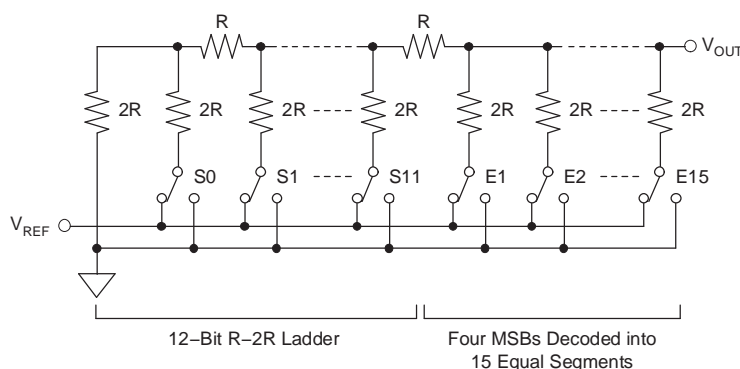 R R
V_OUT
2R 2R 2R 2R 2R 2R 2R
S0 S1 S11 E1 E2 E15
V_REF
12–Bit R–2R Ladder
Four MSBs Decoded into
15 Equal Segments